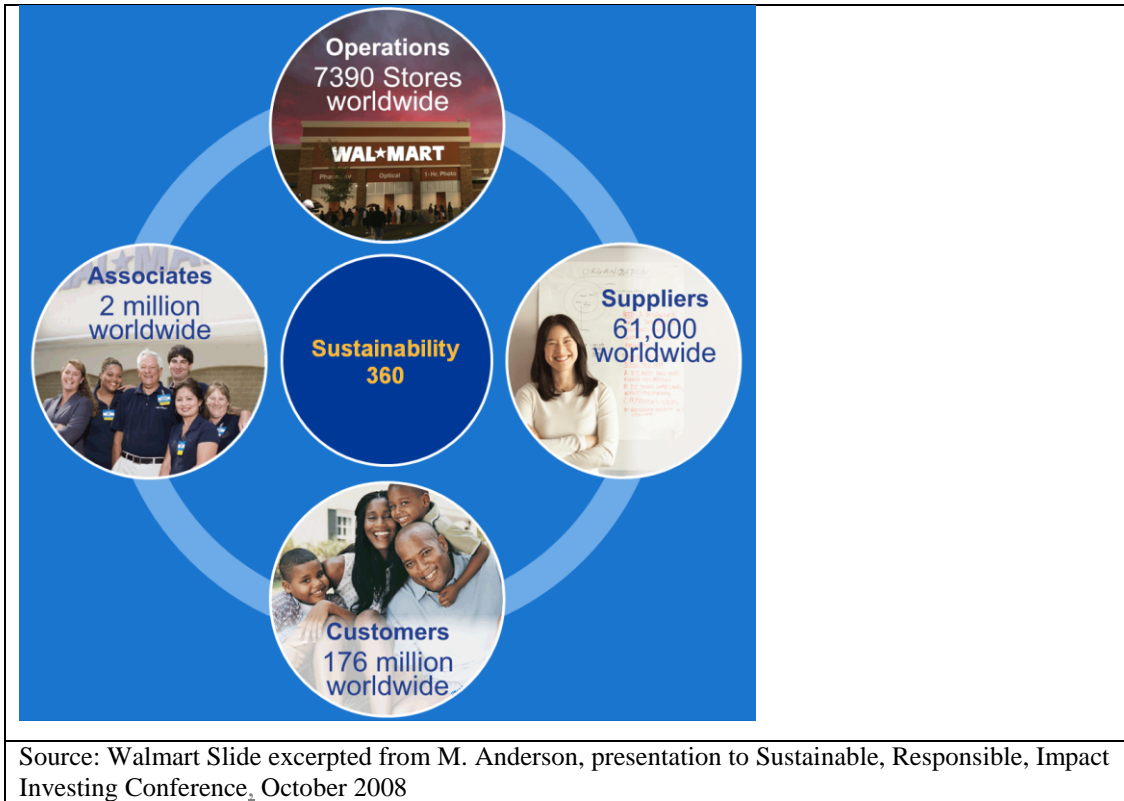 Operations
7390 Stores
worldwide
WAL★MART
Optical
1-Hr. Photo
Associates
2 million
worldwide
Sustainability
360
ORGANIZATION
Suppliers
61,000
worldwide
Customers
176 million
worldwide
Source: Walmart Slide excerpted from M. Anderson, presentation to Sustainable, Responsible, Impact
Investing Conference, October 2008